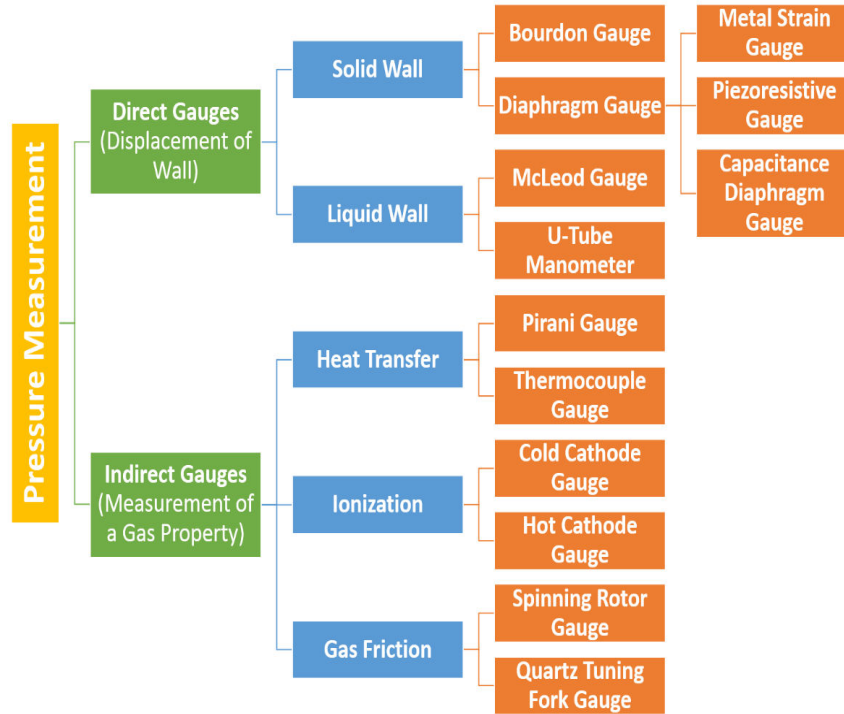 Pressure Measurement
Direct Gauges
(Displacement of
Wall)
Solid Wall
Bourdon Gauge
Diaphragm Gauge
Metal Strain
Gauge
Piezoresistive
Gauge
Capacitance
Diaphragm
Gauge
Liquid Wall
McLeod Gauge
U-Tube
Manometer
Indirect Gauges
(Measurement of
a Gas Property)
Heat Transfer
Pirani Gauge
Thermocouple
Gauge
Ionization
Cold Cathode
Gauge
Hot Cathode
Gauge
Gas Friction
Spinning Rotor
Gauge
Quartz Tuning
Fork Gauge